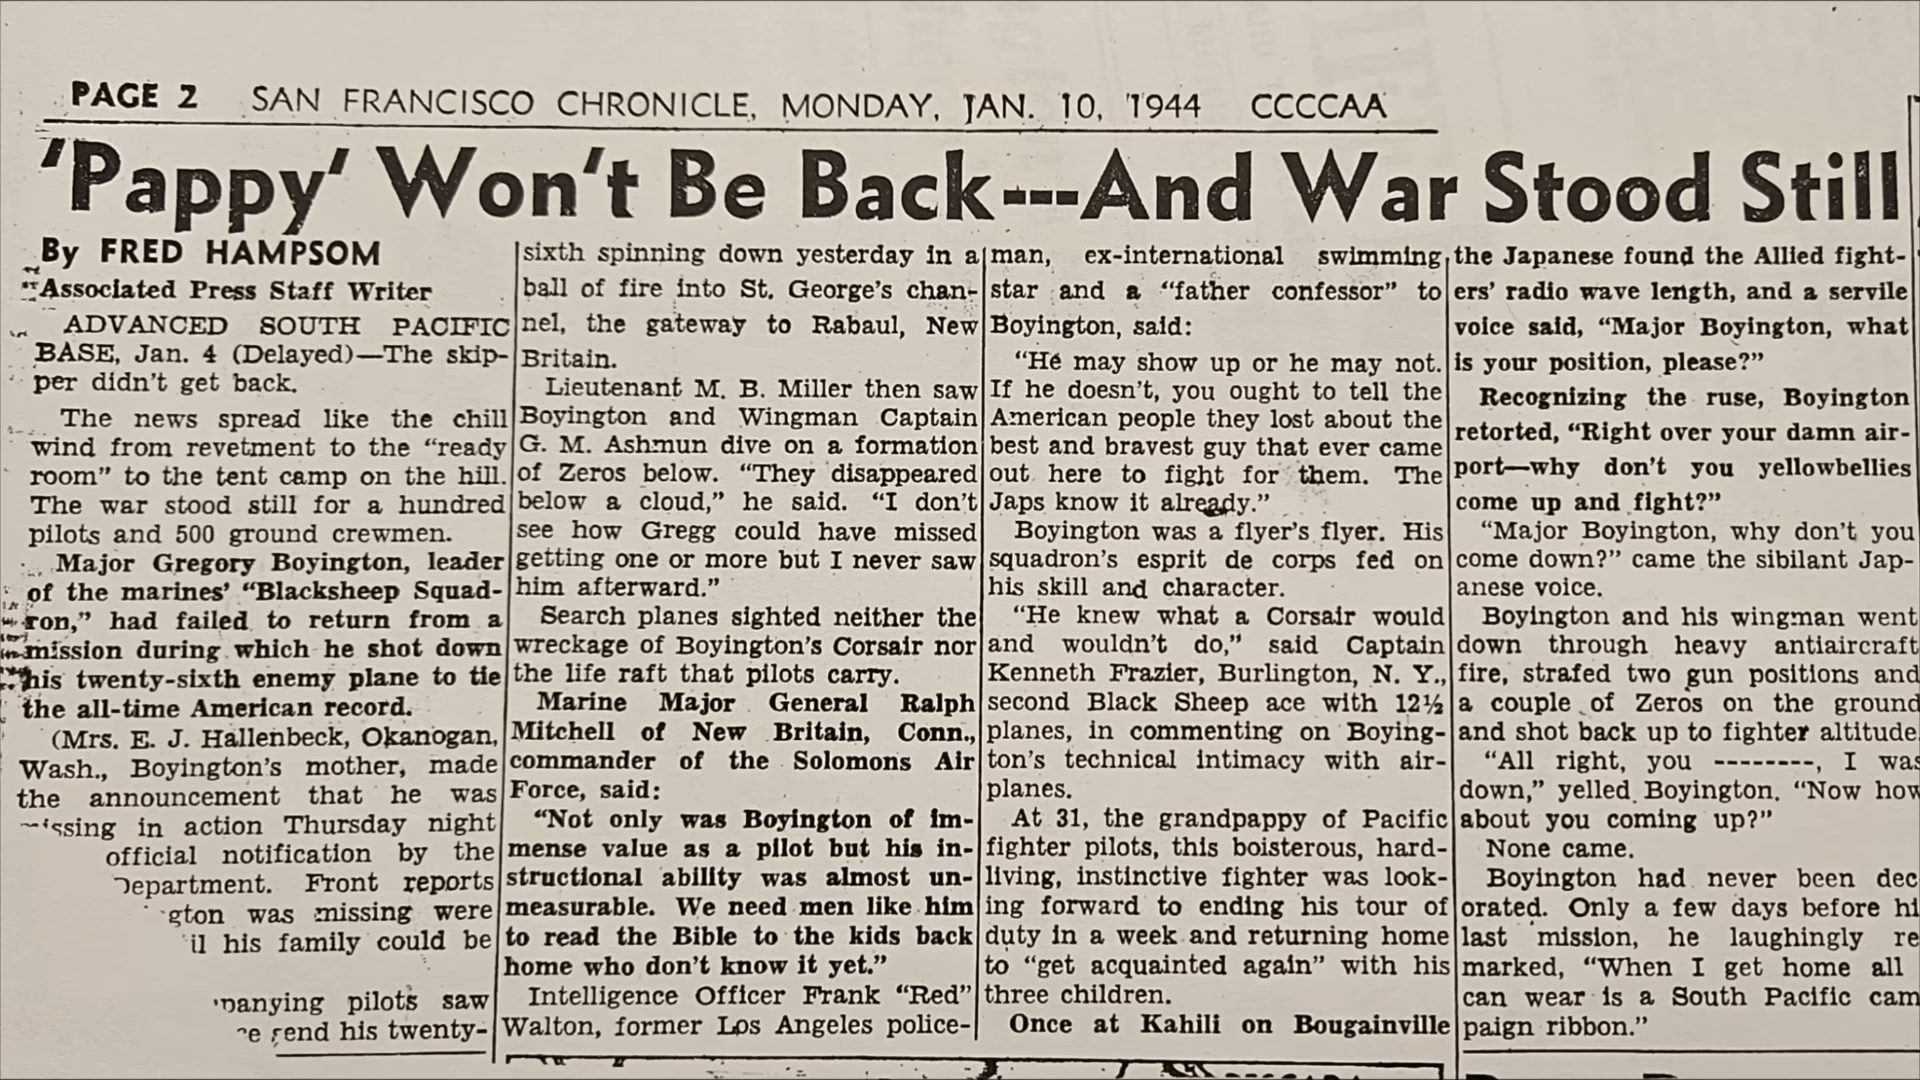 PAGE 2 SAN FRANCISCO CHRONICLE, MONDAY, JAN. 10, 1944 CCCCAA
'Pappy' Won't Be Back---And War Stood Still
By FRED HAMPSOM
Associated Press Staff Writer
ADVANCED SOUTH PACIFIC
BASE, Jan. 4 (Delayed)—The skip-
per didn't get back.
The news spread like the chill
wind from revetment to the "ready
room" to the tent camp on the hill.
The war stood still for a hundred
pilots and 500 ground crewmen.
Major Gregory Boyington, leader
of the marines' "Blacksheep Squad-
ron," had failed to return from a
mission during which he shot down
his twenty-sixth enemy plane to tie
the all-time American record.
(Mrs. E. J. Hallenbeck, Okanogan,
Wash., Boyington's mother, made
the announcement that he was
issing in action Thursday night
official notification by the
Department. Front reports
gton was missing were
il his family could be
panying pilots saw
send his twenty-
sixth spinning down yesterday in a
ball of fire into St. George's chan-
nel, the gateway to Rabaul, New
Britain.
Lieutenant M. B. Miller then saw
Boyington and Wingman Captain
G. M. Ashmun dive on a formation
of Zeros below. "They disappeared
below a cloud," he said. "I don't
see how Gregg could have missed
getting one or more but I never saw
him afterward."
Search planes sighted neither the
wreckage of Boyington's Corsair nor
the life raft that pilots carry.
Marine Major General Ralph
Mitchell of New Britain, Conn.,
commander of the Solomons Air
Force, said:
"Not only was Boyington of im-
mense value as a pilot but his in-
structional ability was almost un-
measurable. We need men like him
to read the Bible to the kids back
home who don't know it yet."
Intelligence Officer Frank "Red"
Walton, former Los Angeles police-
man, ex-international swimming
star and a "father confessor" to
Boyington, said:
"He may show up or he may not.
If he doesn't, you ought to tell the
American people they lost about the
best and bravest guy that ever came
out here to fight for them. The
Japs know it already."
Boyington was a flyer's flyer. His
squadron's esprit de corps fed on
his skill and character.
"He knew what a Corsair would
and wouldn't do," said Captain
Kenneth Frazier, Burlington, N. Y.,
second Black Sheep ace with 12½
planes, in commenting on Boying-
ton's technical intimacy with air-
planes.
At 31, the grandpappy of Pacific
fighter pilots, this boisterous, hard-
living, instinctive fighter was look-
ing forward to ending his tour of
duty in a week and returning home
to "get acquainted again" with his
three children.
Once at Kahili on Bougainville
the Japanese found the Allied fight-
ers' radio wave length, and a servile
voice said, "Major Boyington, what
is your position, please?"
Recognizing the ruse, Boyington
retorted, "Right over your damn air-
port—why don't you yellowbellies
come up and fight?"
"Major Boyington, why don't you
come down?" came the sibilant Jap-
anese voice.
Boyington and his wingman went
down through heavy antiaircraft
fire, strafed two gun positions and
a couple of Zeros on the ground
and shot back up to fighter altitude
"All right, you --------, I was
down," yelled Boyington. "Now how
about you coming up?"
None came.
Boyington had never been dec
orated. Only a few days before hi
last mission, he laughingly re
marked, "When I get home all
can wear is a South Pacific cam
paign ribbon."